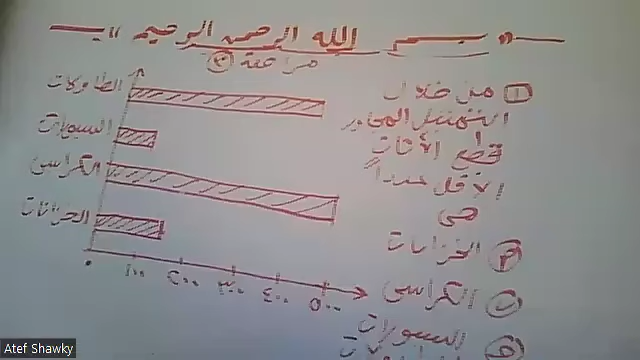 بسم الله الرحمن الرحيم
مراجعة
١ من خلال
التمثيل المجاور
قطع الأثاث
الأقل عدداً
هى
الخزانات
الكراسى
السبورات
الطاولات
السبورات
الكراسى
الخزانات
٠ ١٠٠ ٢٠٠ ٣٠٠ ٤٠٠ ٥٠٠
Atef Shawky